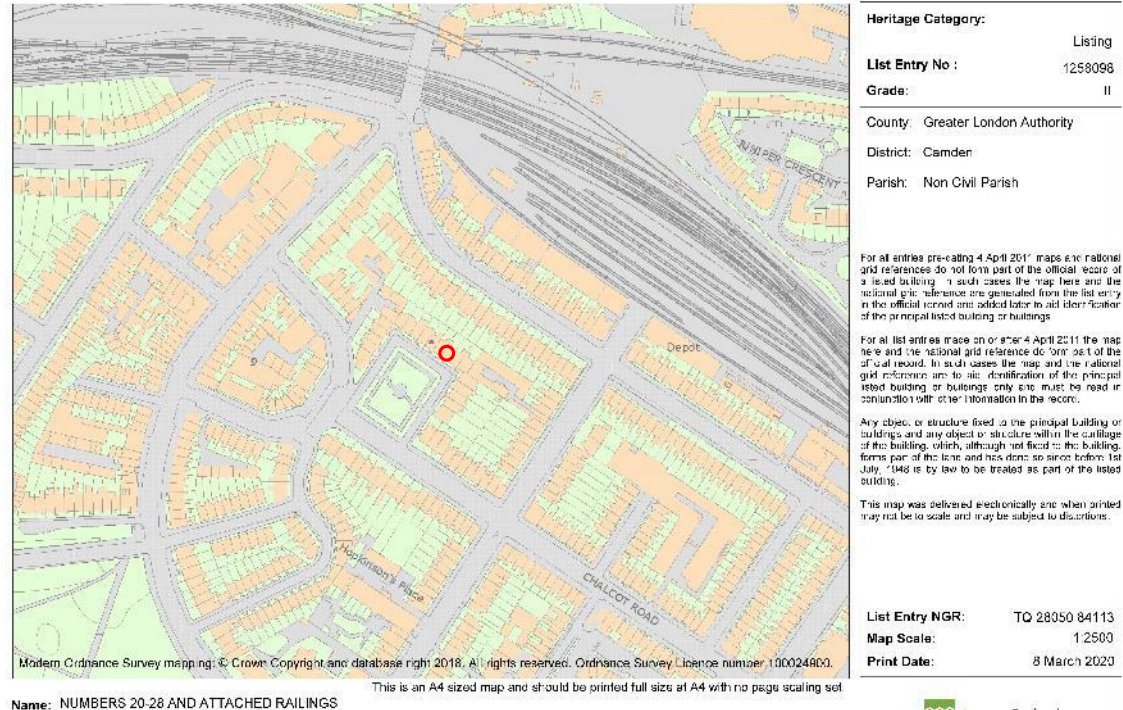 JUNIPER CRESCENT
Depot
9
Hopkinson's Place
CHALCOT ROAD
Modern Ordnance Survey mapping: © Crown Copyright and database right 2018. All rights reserved. Ordnance Survey Licence number 100024900.
This is an A4 sized map and should be printed full size at A4 with no page scaling set.
Name: NUMBERS 20-28 AND ATTACHED RAILINGS
Heritage Category:
Listing
List Entry No : 1258098
Grade: II
County: Greater London Authority
District: Camden
Parish: Non Civil Parish
For all entries pre-dating 4 April 2011 maps and national
grid references do not form part of the official record of
a listed building. In such cases the map here and the
national grid reference are generated from the list entry
in the official record and added later to aid identification
of the principal listed building or buildings.
For all list entries made on or after 4 April 2011 the map
here and the national grid reference do form part of the
official record. In such cases the map and the national
grid reference are to aid identification of the principal
listed building or buildings only and must be read in
conjunction with other information in the record.
Any object or structure fixed to the principal building or
buildings and any object or structure within the curtilage
of the building, which, although not fixed to the building,
forms part of the land and has done so since before 1st
July, 1948 is by law to be treated as part of the listed
building.
This map was delivered electronically and when printed
may not be to scale and may be subject to distortions.
List Entry NGR: TQ 28050 84113
Map Scale: 1:2500
Print Date: 8 March 2020